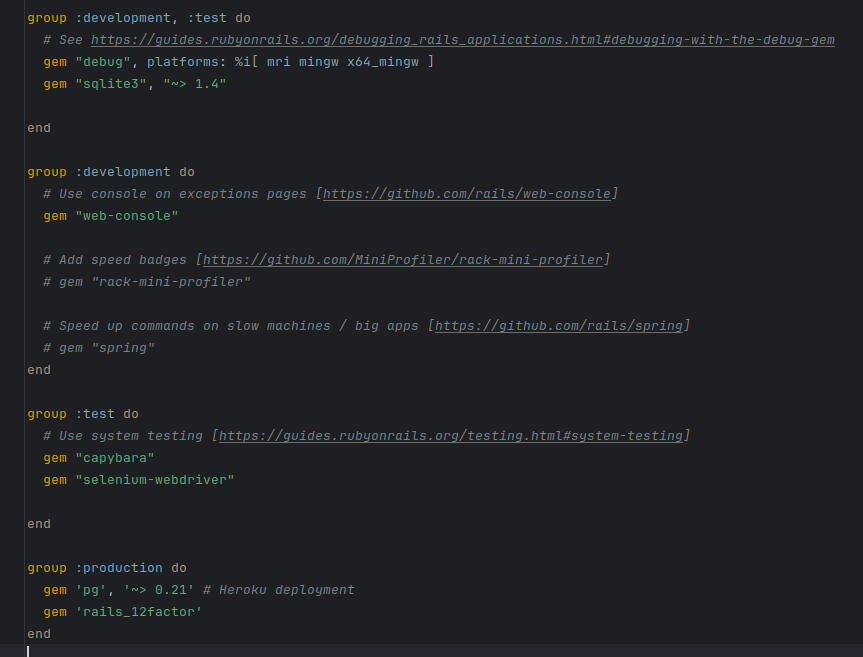 group :development, :test do
  # See https://guides.rubyonrails.org/debugging_rails_applications.html#debugging-with-the-debug-gem
  gem "debug", platforms: %i[ mri mingw x64_mingw ]
  gem "sqlite3", "~> 1.4"
end
group :development do
  # Use console on exceptions pages [https://github.com/rails/web-console]
  gem "web-console"
  # Add speed badges [https://github.com/MiniProfiler/rack-mini-profiler]
  # gem "rack-mini-profiler"
  # Speed up commands on slow machines / big apps [https://github.com/rails/spring]
  # gem "spring"
end
group :test do
  # Use system testing [https://guides.rubyonrails.org/testing.html#system-testing]
  gem "capybara"
  gem "selenium-webdriver"
end
group :production do
  gem 'pg', '~> 0.21' # Heroku deployment
  gem 'rails_12factor'
end